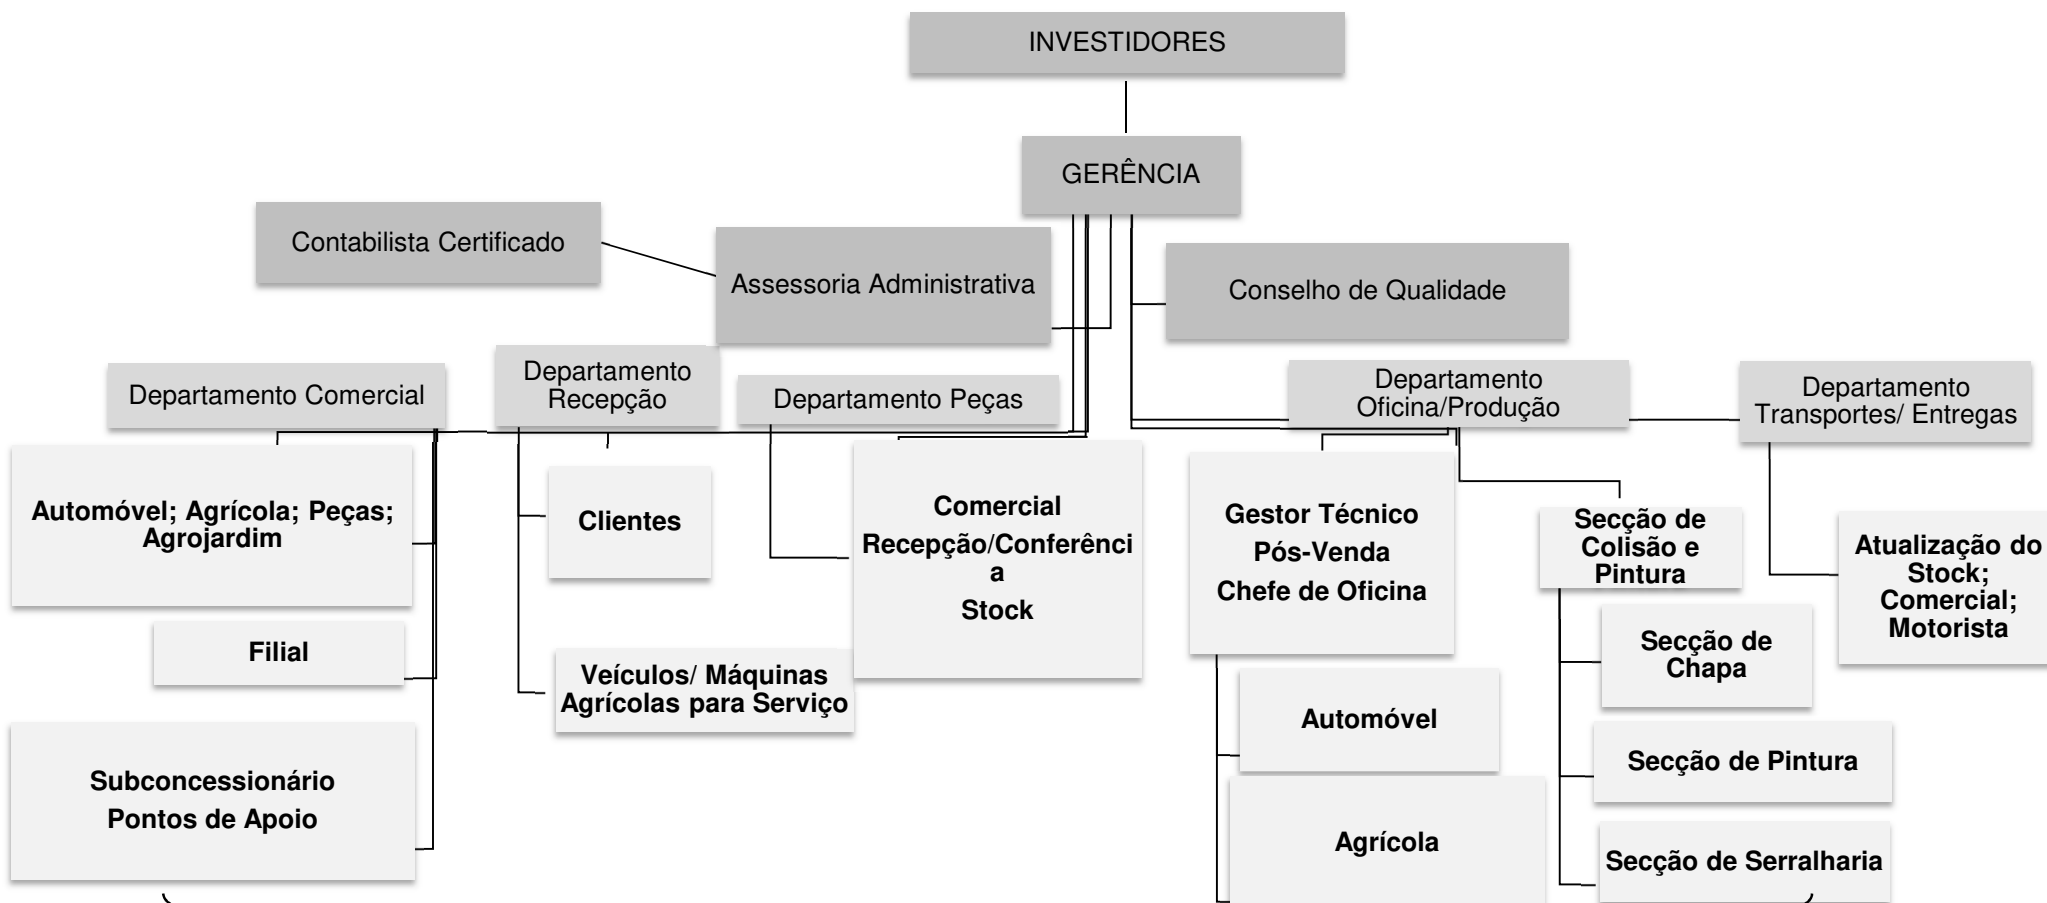 INVESTIDORES
GERÊNCIA
Contabilista Certificado
Assessoria Administrativa
Conselho de Qualidade
Departamento Comercial
Departamento
Recepção
Departamento Peças
Departamento
Oficina/Produção
Departamento
Transportes/ Entregas
Automóvel; Agrícola; Peças;
Agrojardim
Filial
Subconcessionário
Pontos de Apoio
Clientes
Veículos/ Máquinas
Agrícolas para Serviço
Comercial
Recepção/Conferênci
a
Stock
Gestor Técnico
Pós-Venda
Chefe de Oficina
Automóvel
Agrícola
Secção de
Colisão e
Pintura
Secção de
Chapa
Secção de Pintura
Secção de Serralharia
Atualização do
Stock;
Comercial;
Motorista